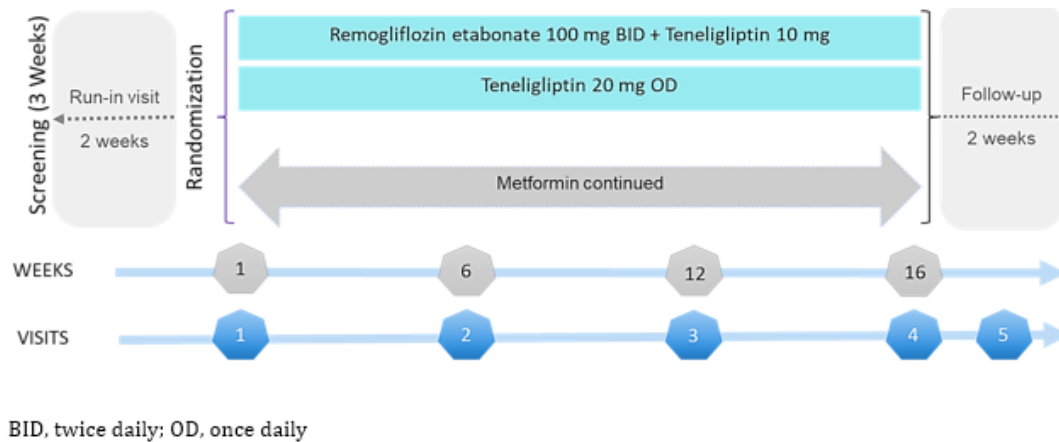 Screening (3 Weeks)
Run-in visit
2 weeks
Randomization
Remogliflozin etabonate 100 mg BID + Teneligliptin 10 mg
Teneligliptin 20 mg OD
Metformin continued
Follow-up
2 weeks
WEEKS
1 6 12 16
VISITS
1 2 3 4 5
BID, twice daily; OD, once daily